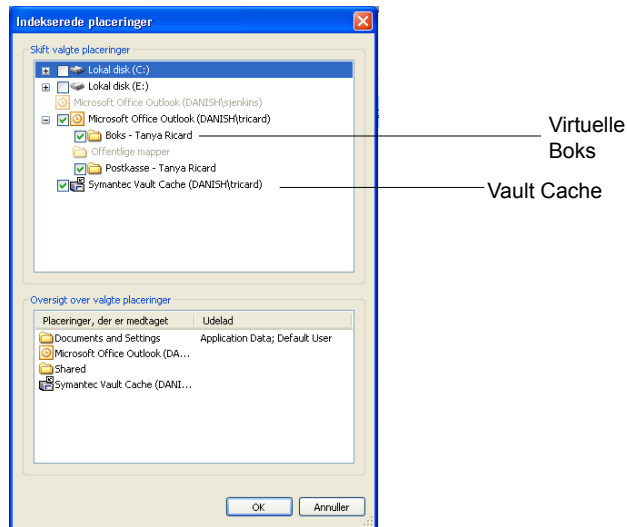 Indekserede placeringer
Skift valgte placeringer
Lokal disk (C:)
Lokal disk (E:)
Microsoft Office Outlook (DANISH\sjenkins)
Microsoft Office Outlook (DANISH\tricard)
Boks - Tanya Ricard
Offentlige mapper
Postkasse - Tanya Ricard
Symantec Vault Cache (DANISH\tricard)
Virtuelle
Boks
Vault Cache
Oversigt over valgte placeringer
Placeringer, der er medtaget Udelad
Documents and Settings Application Data; Default User
Microsoft Office Outlook (DA...
Shared
Symantec Vault Cache (DANI...
OK Annuller